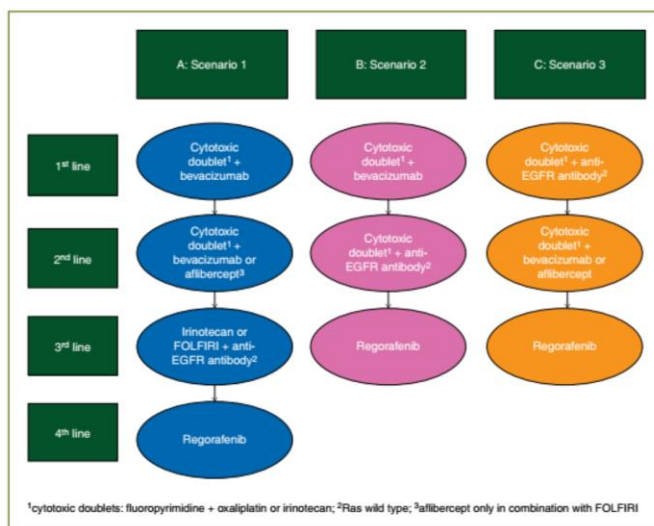 A: Scenario 1
B: Scenario 2
C: Scenario 3
1st line
Cytotoxic
doublet¹ +
bevacizumab
Cytotoxic
doublet¹ +
bevacizumab
Cytotoxic
doublet¹ + anti-
EGFR antibody²
2nd line
Cytotoxic
doublet¹ +
bevacizumab or
aflibercept³
Cytotoxic
doublet¹ + anti-
EGFR antibody²
Cytotoxic
doublet¹ +
bevacizumab or
aflibercept
3rd line
Irinotecan or
FOLFIRI + anti-
EGFR antibody²
Regorafenib
Regorafenib
4th line
Regorafenib
¹cytotoxic doublets: fluoropyrimidine + oxaliplatin or irinotecan; ²Ras wild type; ³aflibercept only in combination with FOLFIRI